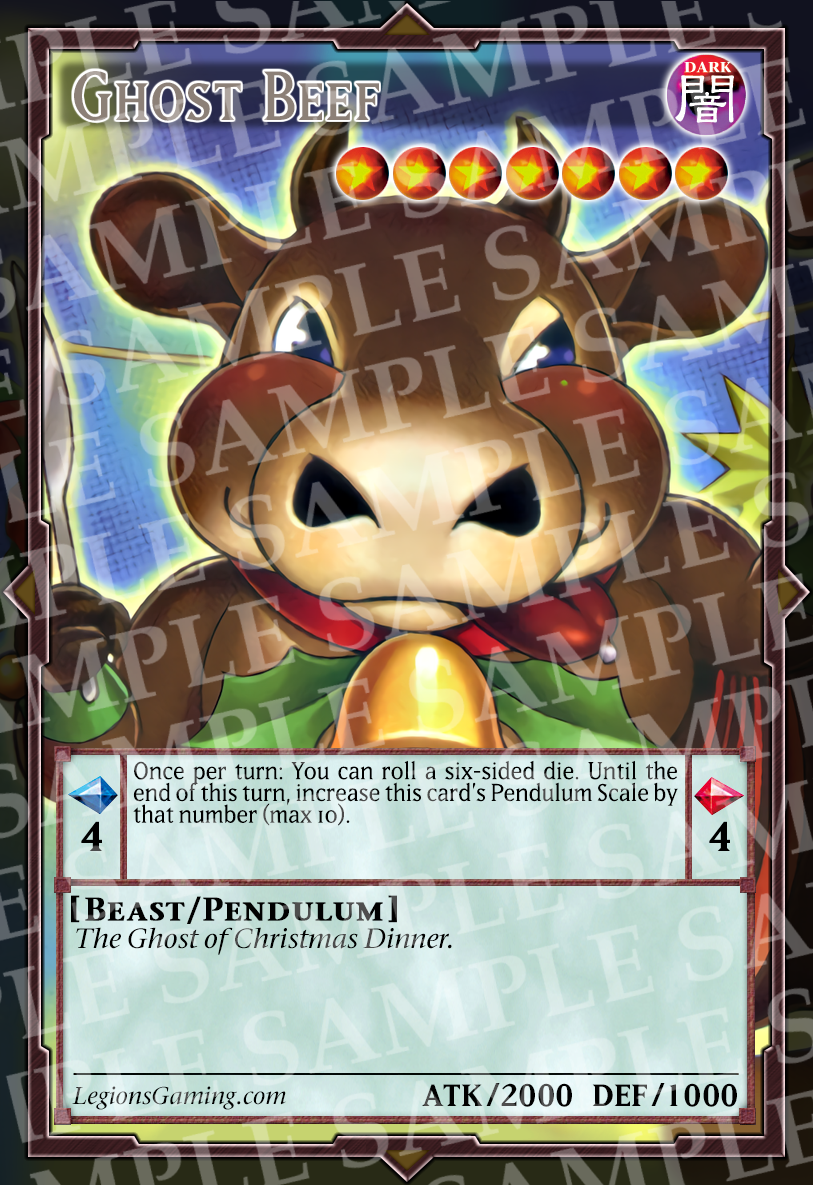 Ghost Beef
DARK
闇
Once per turn: You can roll a six-sided die. Until the
end of this turn, increase this card's Pendulum Scale by
that number (max 10).
4
4
[Beast/Pendulum]
The Ghost of Christmas Dinner.
LegionsGaming.com
ATK/2000 DEF/1000
SAMPLE SAMPLE SAMPLE